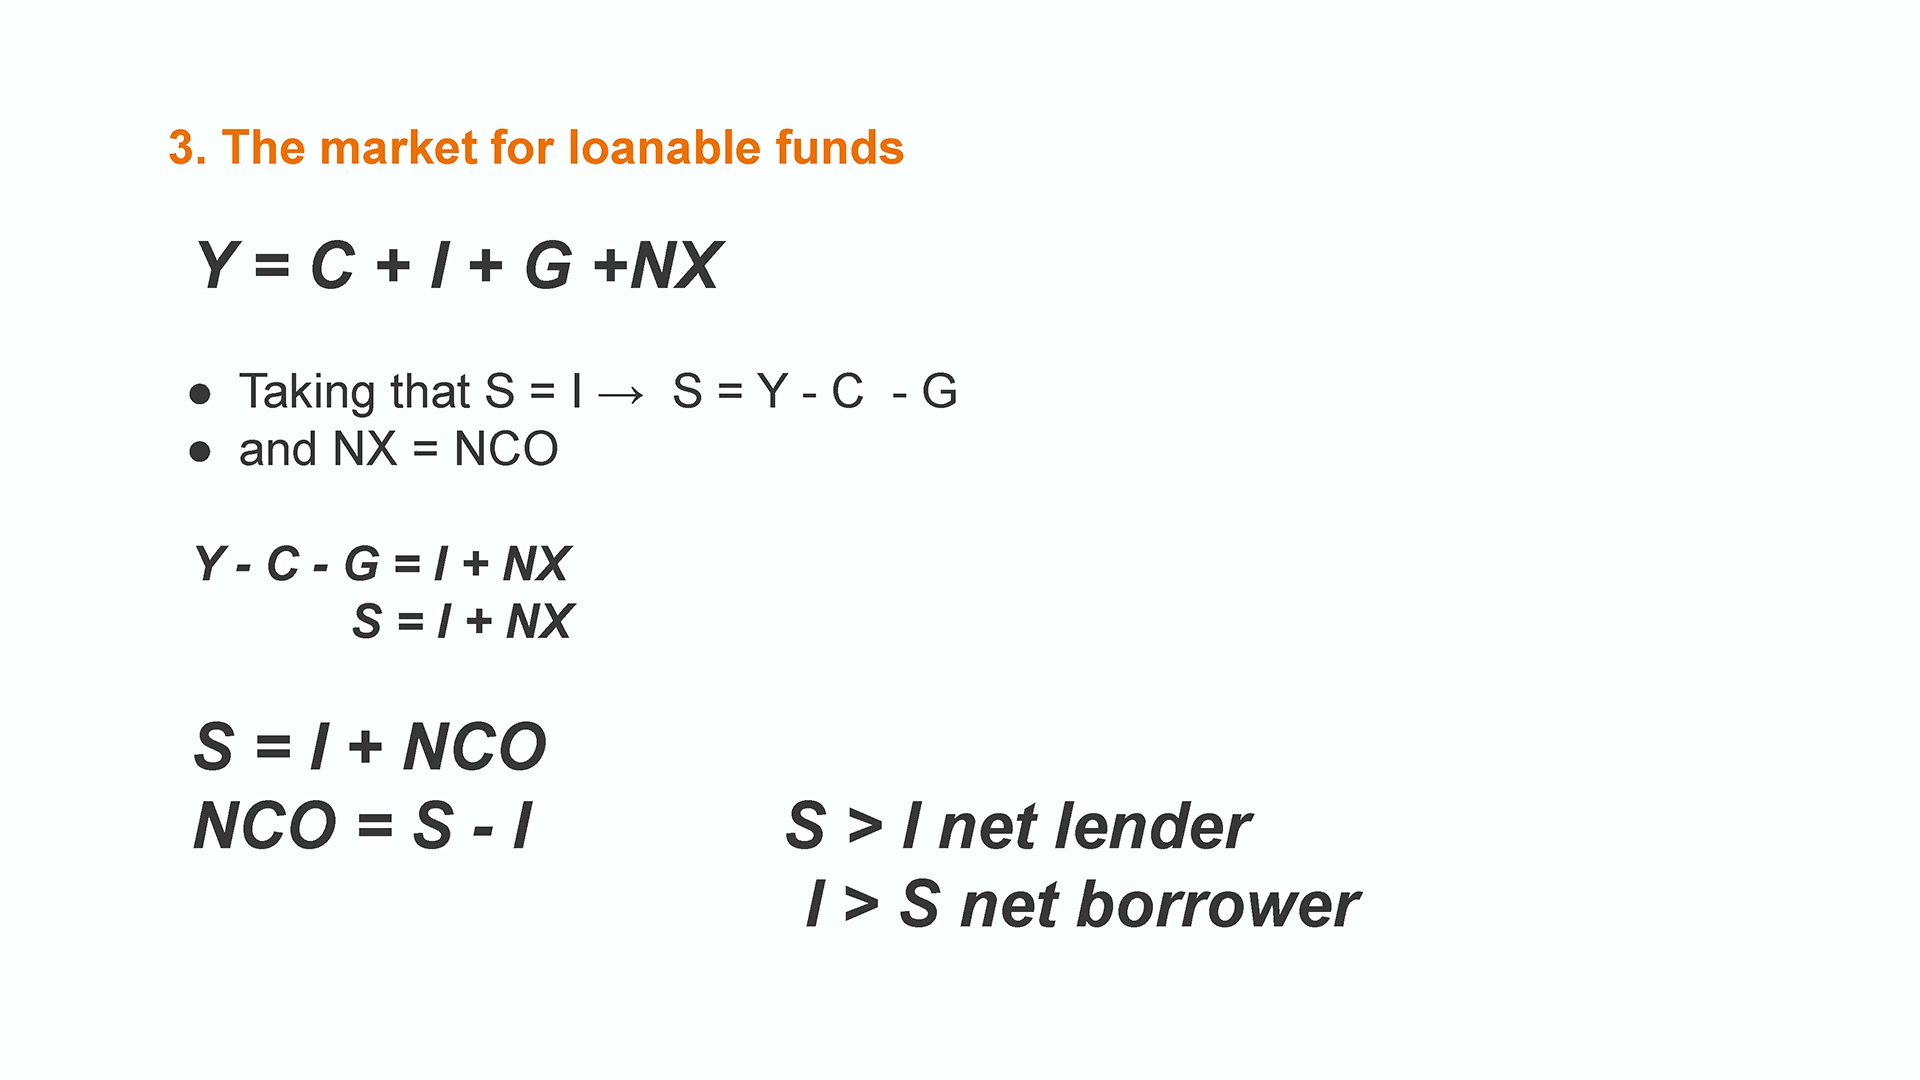 3. The market for loanable funds
Y = C + I + G +NX
● Taking that S = I → S = Y - C - G
● and NX = NCO
Y - C - G = I + NX
S = I + NX
S = I + NCO
NCO = S - I S > I net lender
I > S net borrower